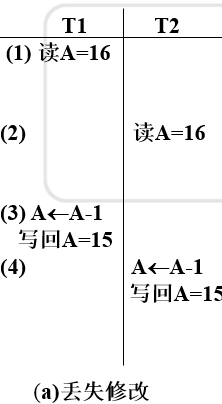 T1 T2
(1) 读A=16
(2) 读A=16
(3) A←A-1
写回A=15
(4) A←A-1
写回A=15
(a)丢失修改